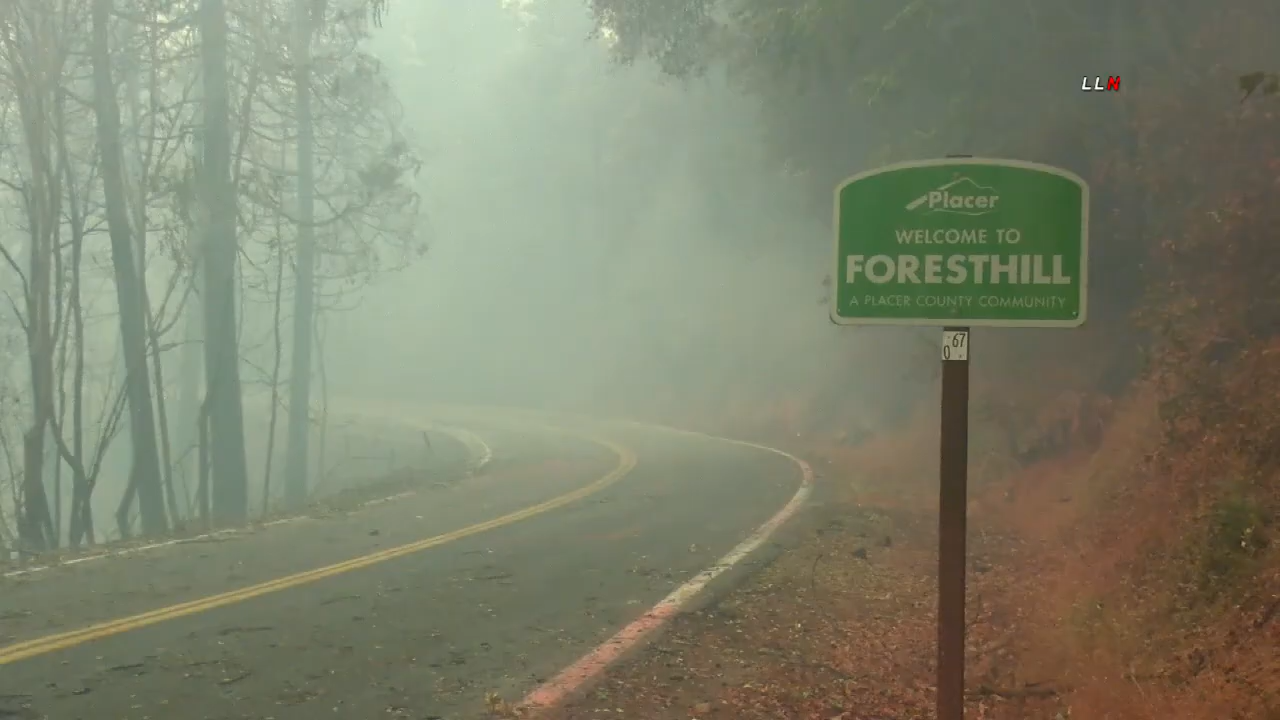 LLN
Placer
WELCOME TO
FORESTHILL
A PLACER COUNTY COMMUNITY
67
0